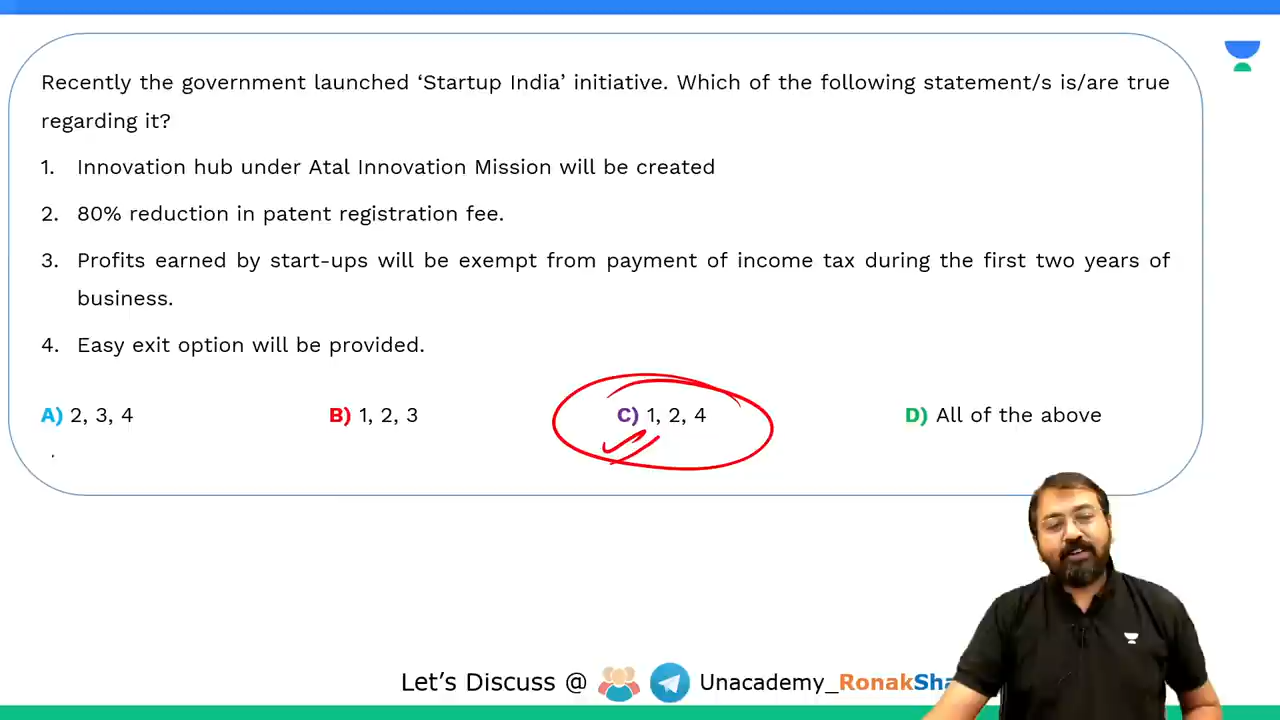 Recently the government launched ‘Startup India’ initiative. Which of the following statement/s is/are true
regarding it?
1. Innovation hub under Atal Innovation Mission will be created
2. 80% reduction in patent registration fee.
3. Profits earned by start-ups will be exempt from payment of income tax during the first two years of
business.
4. Easy exit option will be provided.
A) 2, 3, 4 B) 1, 2, 3 C) 1, 2, 4 D) All of the above
Let’s Discuss @ Unacademy_RonakSha